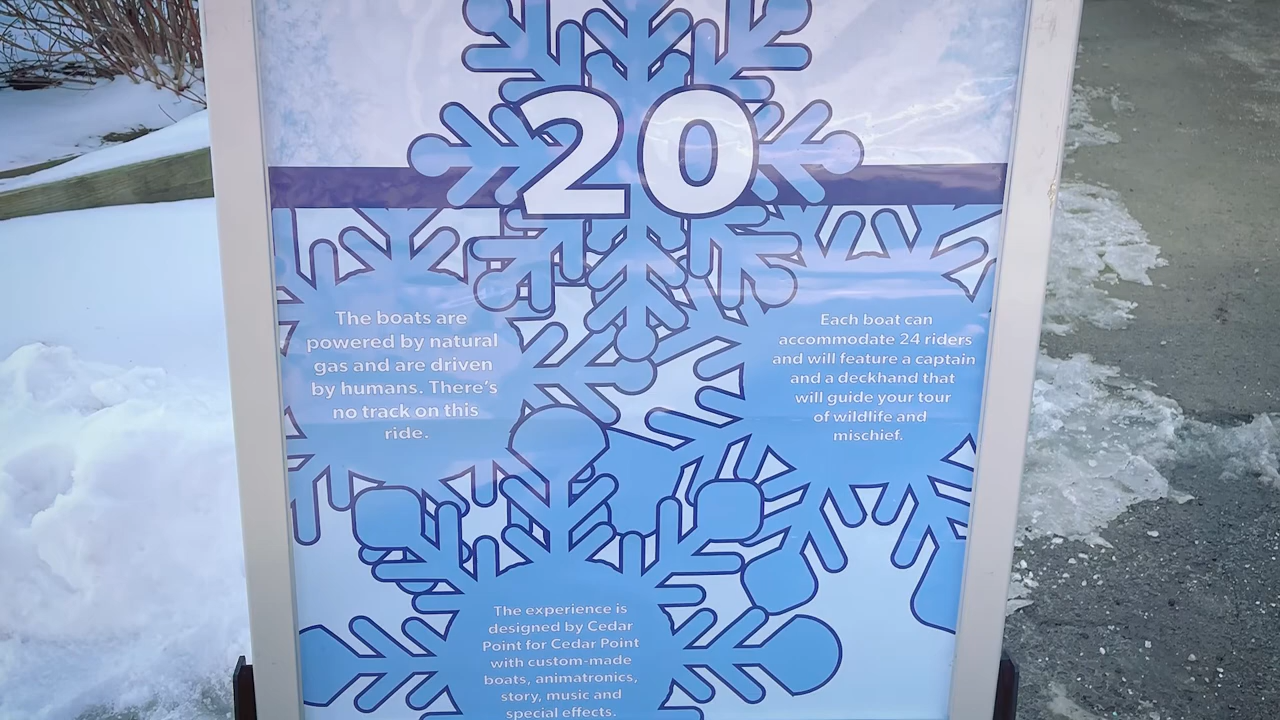 20
The boats are
powered by natural
gas and are driven
by humans. There's
no track on this
ride.
Each boat can
accommodate 24 riders
and will feature a captain
and a deckhand that
will guide your tour
of wildlife and
mischief.
The experience is
designed by Cedar
Point for Cedar Point
with custom-made
boats, animatronics,
story, music and
special effects.